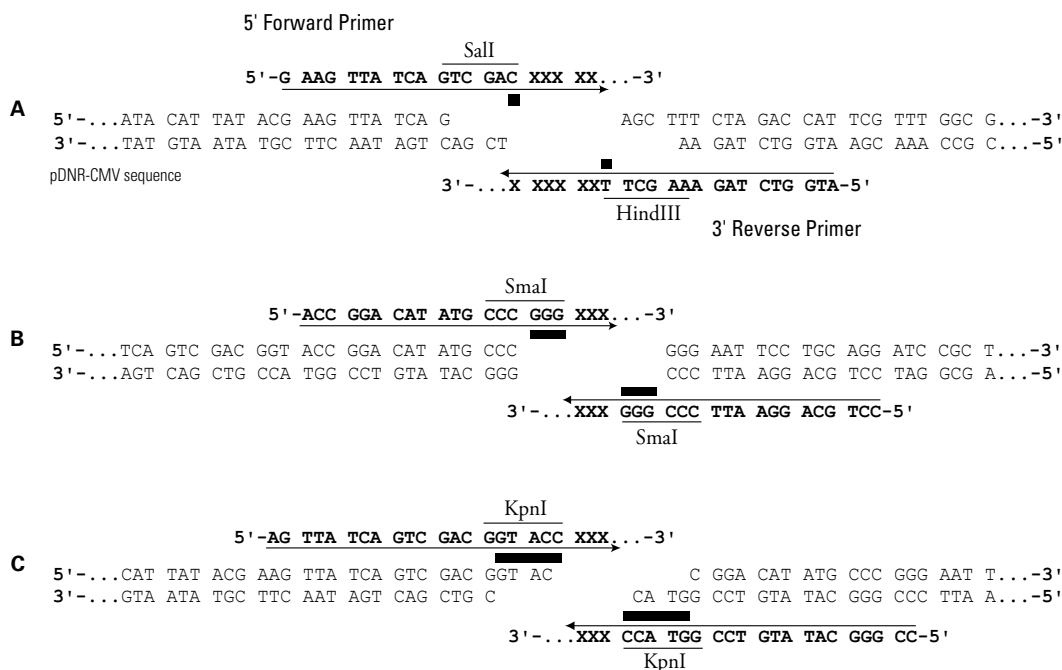 5' Forward Primer
SalI
5'-G AAG TTA TCA GTC GAC XXX XX...-3'
A
5'-...ATA CAT TAT ACG AAG TTA TCA G AGC TTT CTA GAC CAT TCG TTT GGC G...-3'
3'-...TAT GTA ATA TGC TTC AAT AGT CAG CT AA GAT CTG GTA AGC AAA CCG C...-5'
pDNR-CMV sequence
3'-...X XXX XXT TCG AAA GAT CTG GTA-5'
HindIII
3' Reverse Primer
SmaI
5'-ACC GGA CAT ATG CCC GGG XXX...-3'
B
5'-...TCA GTC GAC GGT ACC GGA CAT ATG CCC GGG AAT TCC TGC AGG ATC CGC T...-3'
3'-...AGT CAG CTG CCA TGG CCT GTA TAC GGG CCC TTA AGG ACG TCC TAG GCG A...-5'
3'-...XXX GGG CCC TTA AGG ACG TCC-5'
SmaI
KpnI
5'-AG TTA TCA GTC GAC GGT ACC XXX...-3'
C
5'-...CAT TAT ACG AAG TTA TCA GTC GAC GGT AC C GGA CAT ATG CCC GGG AAT T...-3'
3'-...GTA ATA TGC TTC AAT AGT CAG CTG C CA TGG CCT GTA TAC GGG CCC TTA A...-5'
3'-...XXX CCA TGG CCT GTA TAC GGG CC-5'
KpnI